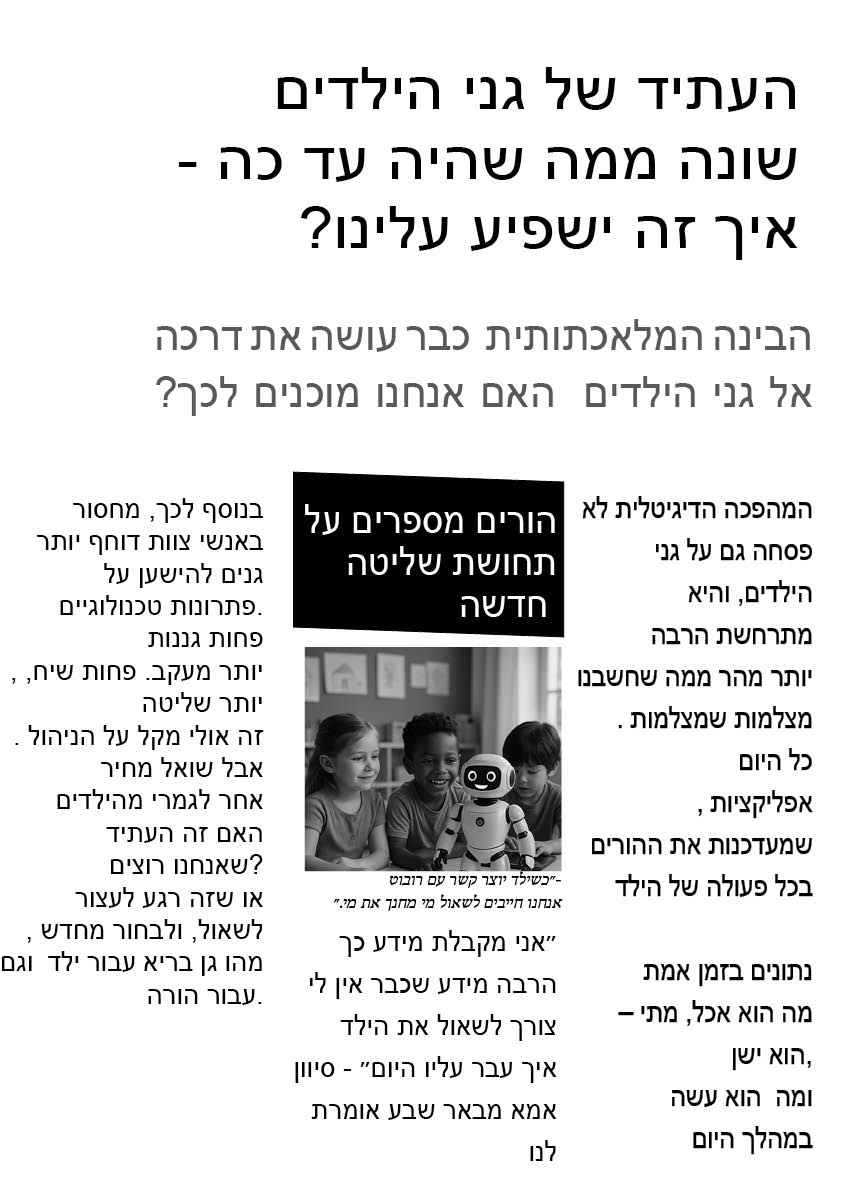 העתיד של גני הילדים
שונה ממה שהיה עד כה -
איך זה ישפיע עלינו?
הבינה המלאכתותית כבר עושה את דרכה
אל גני הילדים האם אנחנו מוכנים לכך?
המהפכה הדיגיטלית לא
פסחה גם על גני
הילדים, והיא
מתרחשת הרבה
יותר מהר ממה שחשבנו
מצלמות שמצלמות .
כל היום
אפליקציות ,
שמעדכנות את ההורים
בכל פעולה של הילד
נתונים בזמן אמת
מה הוא אכל, מתי –
,הוא ישן
ומה הוא עשה
במהלך היום
הורים מספרים על
תחושת שליטה
חדשה
-״כשילד יוצר קשר עם רובוט
אנחנו חייבים לשאול מי מחנך את מי.״
״אני מקבלת מידע כך
הרבה מידע שכבר אין לי
צורך לשאול את הילד
איך עבר עליו היום״ - סיוון
אמא מבאר שבע אומרת
לנו
בנוסף לכך, מחסור
באנשי צוות דוחף יותר
גנים להישען על
.פתרונות טכנולוגיים
פחות גננות
יותר מעקב. פחות שיח, ,
יותר שליטה
זה אולי מקל על הניהול .
אבל שואל מחיר
אחר לגמרי מהילדים
האם זה העתיד
?שאנחנו רוצים
או שזה רגע לעצור
לשאול, ולבחור מחדש ,
מהו גן בריא עבור ילד וגם
.עבור הורה